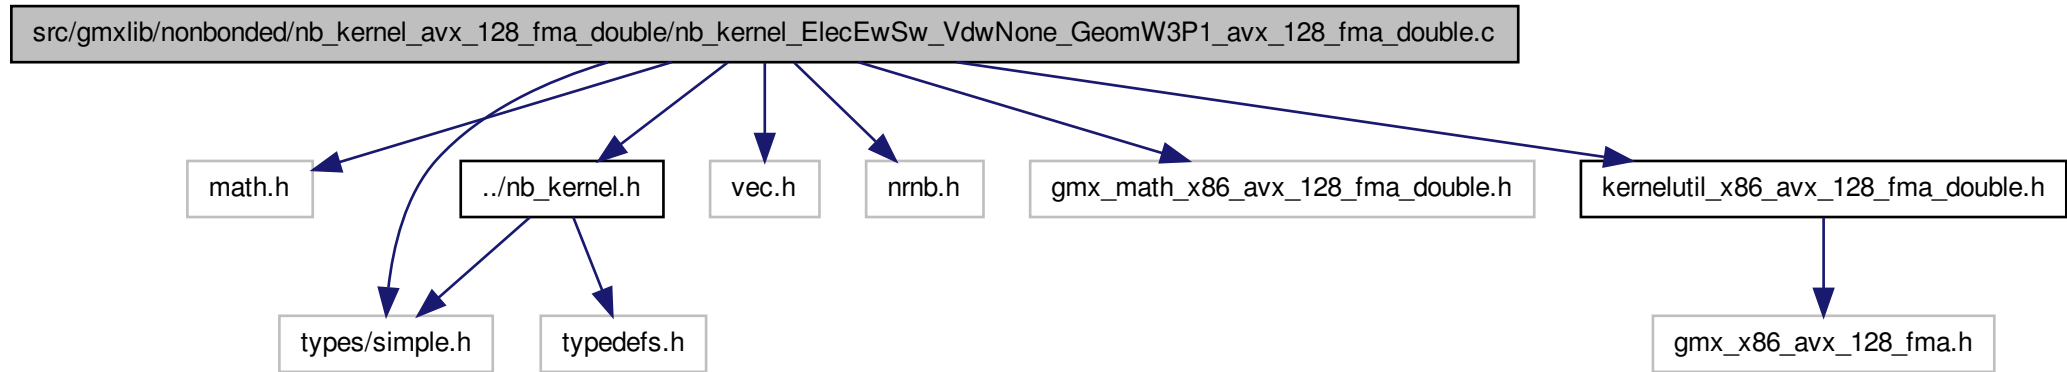 src/gmxlib/nonbonded/nb_kernel_avx_128_fma_double/nb_kernel_ElecEwSw_VdwNone_GeomW3P1_avx_128_fma_double.c
math.h
../nb_kernel.h
vec.h
nrnb.h
gmx_math_x86_avx_128_fma_double.h
kernelutil_x86_avx_128_fma_double.h
types/simple.h
typedefs.h
gmx_x86_avx_128_fma.h